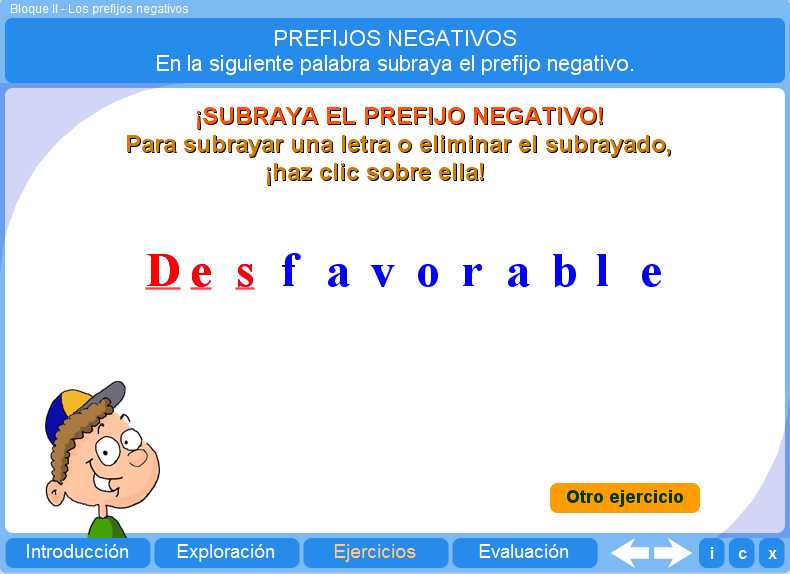 Bloque II - Los prefijos negativos
PREFIJOS NEGATIVOS
En la siguiente palabra subraya el prefijo negativo.
¡SUBRAYA EL PREFIJO NEGATIVO!
Para subrayar una letra o eliminar el subrayado,
¡haz clic sobre ella!
D e s f a v o r a b l e
Otro ejercicio
Introducción Exploración Ejercicios Evaluación i c x